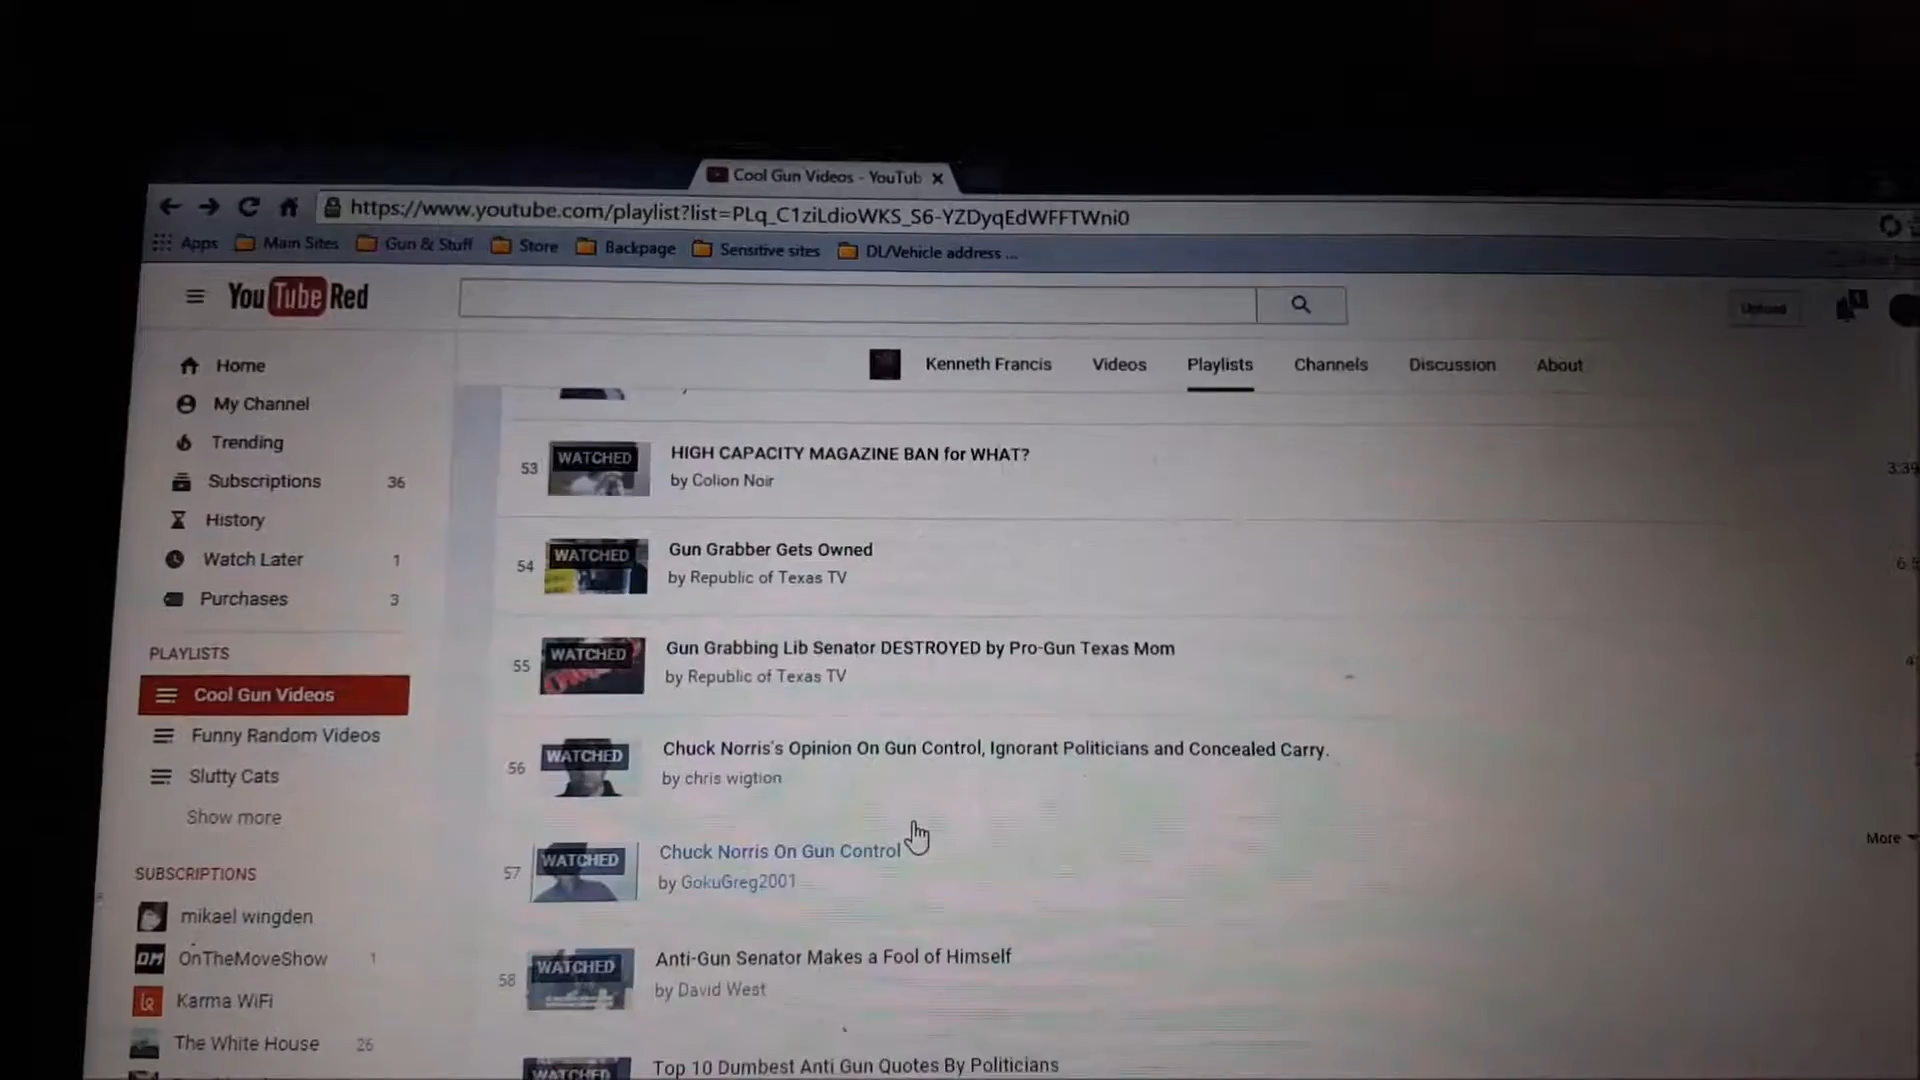 Cool Gun Videos - YouTub
https://www.youtube.com/playlist?list=PLq_C1ziLdioWKS_S6-YZDyqEdWFFTWni0
Apps Main Sites Gun & Stuff Store Backpage Sensitive sites DL/Vehicle address ...
YouTube Red
Upload
1
Kenneth Francis Videos Playlists Channels Discussion About
Home
My Channel
Trending
Subscriptions 36
History
Watch Later 1
Purchases 3
PLAYLISTS
Cool Gun Videos
Funny Random Videos
Slutty Cats
Show more
SUBSCRIPTIONS
mikael wingden
OnTheMoveShow 1
Karma WiFi
The White House 26
53 WATCHED HIGH CAPACITY MAGAZINE BAN for WHAT? 3:39
by Colion Noir
54 WATCHED Gun Grabber Gets Owned
by Republic of Texas TV
55 WATCHED Gun Grabbing Lib Senator DESTROYED by Pro-Gun Texas Mom
by Republic of Texas TV
56 WATCHED Chuck Norris's Opinion On Gun Control, Ignorant Politicians and Concealed Carry.
by chris wigtion
More
57 WATCHED Chuck Norris On Gun Control
by GokuGreg2001
58 WATCHED Anti-Gun Senator Makes a Fool of Himself
by David West
WATCHED Top 10 Dumbest Anti Gun Quotes By Politicians